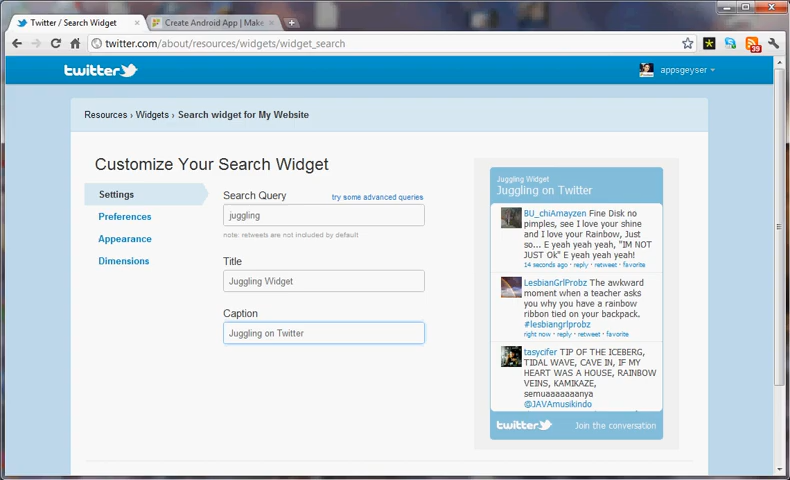 Twitter / Search Widget
Create Android App | Make
twitter.com/about/resources/widgets/widget_search
39
twitter
appsgeyser
Resources › Widgets › Search widget for My Website
Customize Your Search Widget
Settings
Preferences
Appearance
Dimensions
Search Query
try some advanced queries
juggling
note: retweets are not included by default
Title
Juggling Widget
Caption
Juggling on Twitter
Juggling Widget
Juggling on Twitter
BU_chiAmayzen Fine Disk no
pimples, see I love your shine
and I love your Rainbow, Just
so... E yeah yeah, "IM NOT
JUST Ok" E yeah yeah yeah!
14 seconds ago · reply · retweet · favorite
LesbianGrlProbz The awkward
moment when a teacher asks
you why you have a rainbow
ribbon tied on your backpack.
#lesbiangrlprobz
right now · reply · retweet · favorite
tasycifer TIP OF THE ICEBERG,
TIDAL WAVE, CAVE IN, IF MY
HEART WAS A HOUSE, RAINBOW
VEINS, KAMIKAZE,
semuaaaaaaanya
@JAVAmusikindo
twitter
Join the conversation